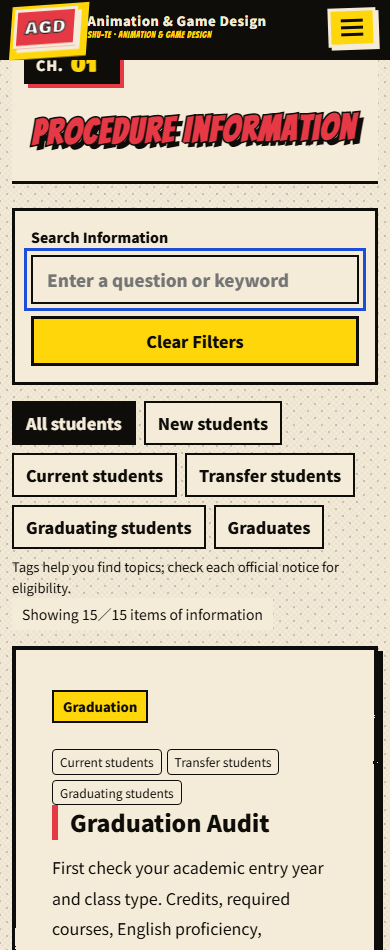 AGD
Animation & Game Design
SHU-TE • ANIMATION & GAME DESIGN
CH. 01
PROCEDURE INFORMATION
Search Information
Enter a question or keyword
Clear Filters
All students
New students
Current students
Transfer students
Graduating students
Graduates
Tags help you find topics; check each official notice for
eligibility.
Showing 15／15 items of information
Graduation
Current students
Transfer students
Graduating students
Graduation Audit
First check your academic entry year
and class type. Credits, required
courses, English proficiency,